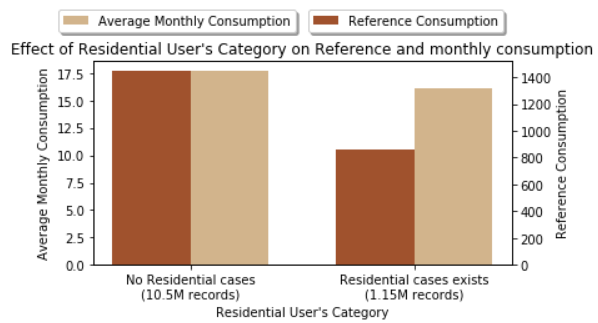 Average Monthly Consumption
Reference Consumption
Effect of Residential User's Category on Reference and monthly consumption
17.5
15.0
12.5
10.0
7.5
5.0
2.5
0.0
Average Monthly Consumption
1400
1200
1000
800
600
400
200
0
Reference Consumption
No Residential cases
(10.5M records)
Residential cases exists
(1.15M records)
Residential User's Category